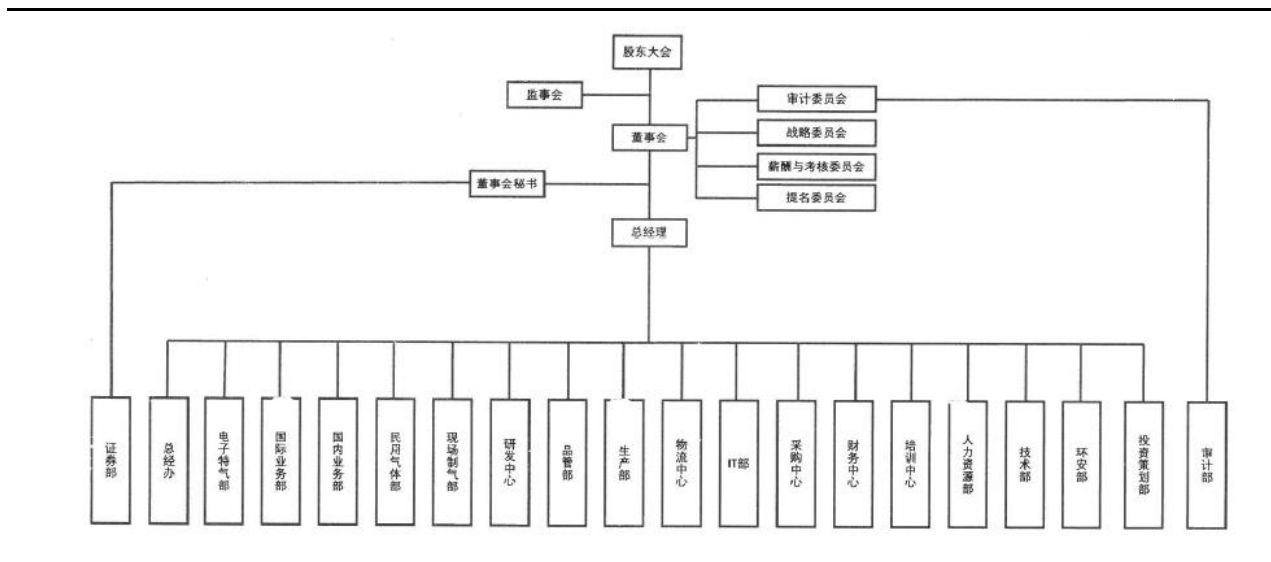 股东大会
监事会
审计委员会
董事会
战略委员会
薪酬与考核委员会
董事会秘书
提名委员会
总经理
证券部
总经办
电子特气部
国际业务部
国内业务部
民用气体部
现场制气部
研发中心
品管部
生产部
物流中心
IT部
采购中心
财务中心
培训中心
人力资源部
技术部
环安部
投资策划部
审计部